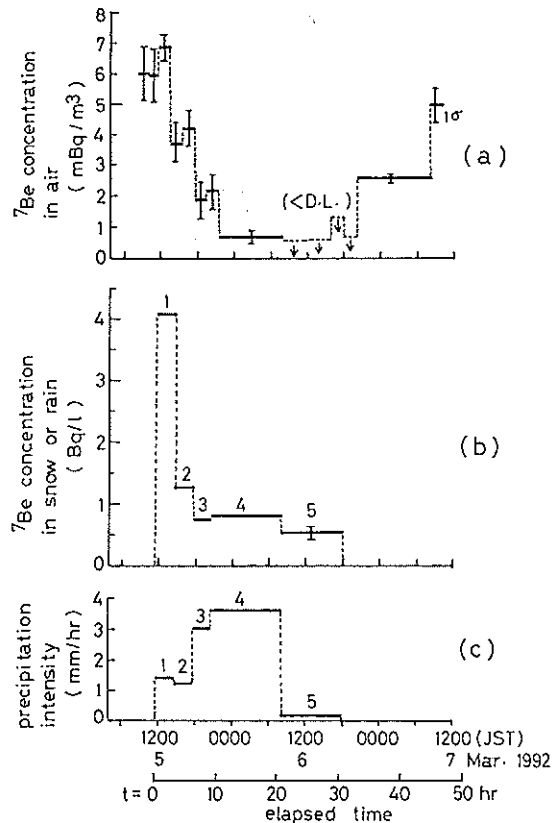 8
7
6
5
4
3
2
1
0
⁷Be concentration
in air
( mBq/m³ )
(<D.L.)
1σ
(a)
4
3
2
1
0
⁷Be concentration
in snow or rain
( Bq/l )
1
2
3
4
5
(b)
4
3
2
1
0
precipitation
intensity
( mm/hr )
1
2
3
4
5
(c)
1200 0000 1200 0000 1200 (JST)
5 6 7 Mar. 1992
t = 0 10 20 30 40 50 hr
elapsed time